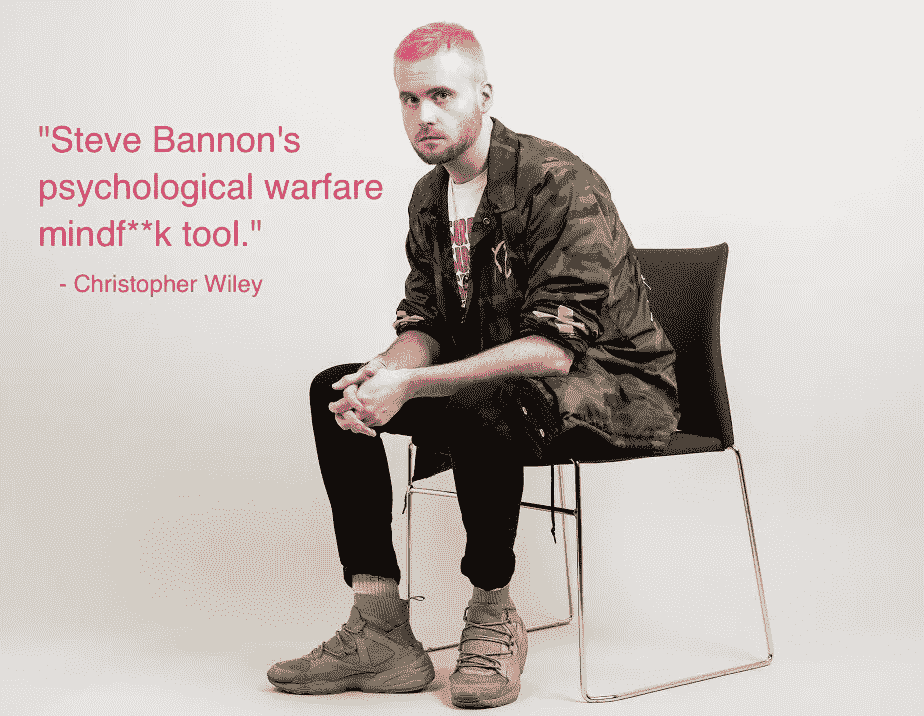 "Steve Bannon's
psychological warfare
mindf**k tool."
- Christopher Wiley